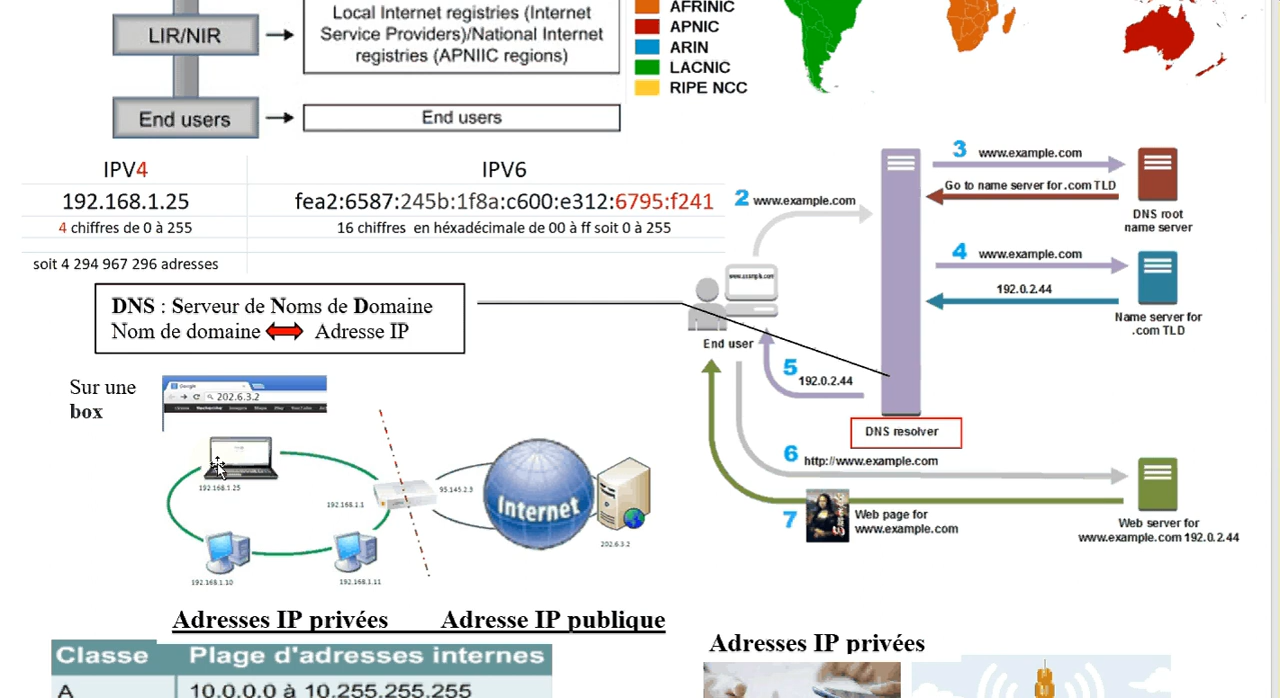 LIR/NIR
Local Internet registries (Internet
Service Providers)/National Internet
registries (APNIIC regions)
End users
End users
AFRINIC
APNIC
ARIN
LACNIC
RIPE NCC
IPV4
IPV6
192.168.1.25
fea2:6587:245b:1f8a:c600:e312:6795:f241
4 chiffres de 0 à 255
16 chiffres en héxadécimale de 00 à ff soit 0 à 255
soit 4 294 967 296 adresses
DNS : Serveur de Noms de Domaine
Nom de domaine Adresse IP
2 www.example.com
3 www.example.com
Go to name server for .com TLD
DNS root
name server
4 www.example.com
192.0.2.44
Name server for
.com TLD
www.example.com
End user
5
192.0.2.44
DNS resolver
6 http://www.example.com
7
Web page for
www.example.com
Web server for
www.example.com 192.0.2.44
Sur une
box
Google
202.6.3.2
192.168.1.25
192.168.1.1
95.145.2.3
Internet
202.6.3.2
192.168.1.10
192.168.1.11
Adresses IP privées
Adresse IP publique
Classe
Plage d'adresses internes
A
10.0.0.0 à 10.255.255.255
Adresses IP privées